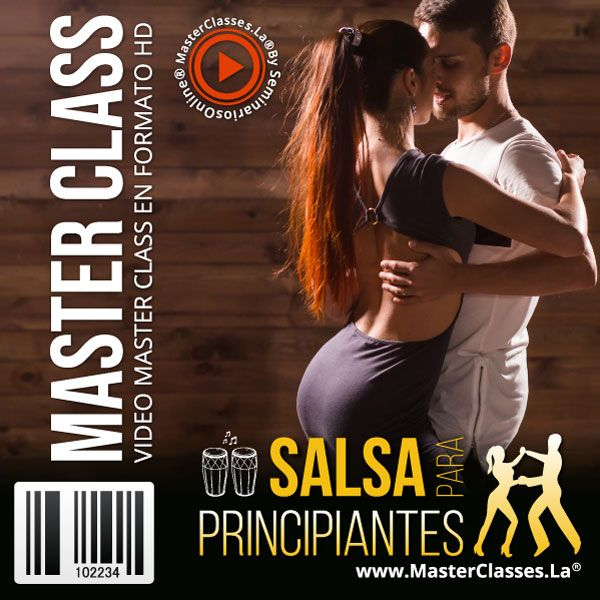 MASTER CLASS
VIDEO MASTER CLASS EN FORMATO HD
MasterClasses.La® By SeminariosOnline®
SALSA PARA
PRINCIPIANTES
www.MasterClasses.La®
102234